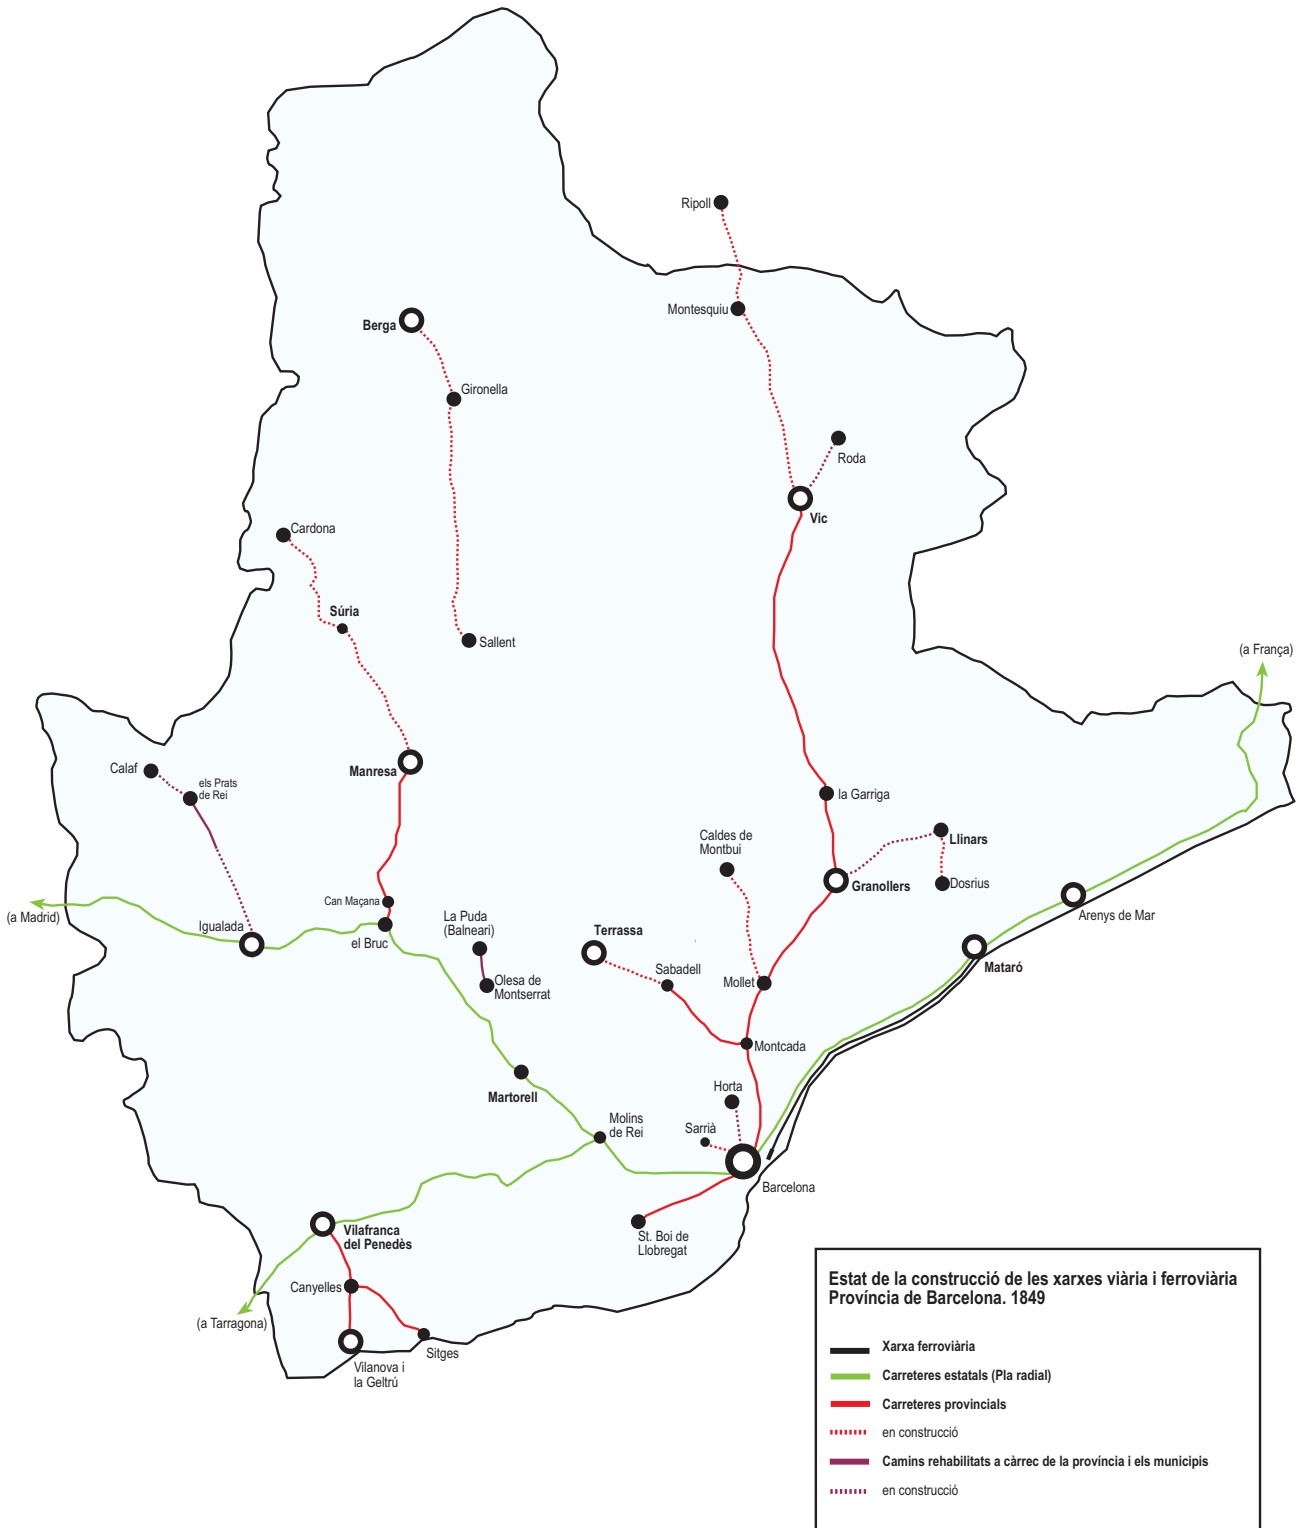 Ripoll
Montesquiu
Berga
Gironella
Roda
Vic
Cardona
Súria
Sallent
(a França)
Calaf
els Prats
de Rei
Manresa
la Garriga
Caldes de
Montbui
Llinars
Granollers
Dosrius
Can Maçana
(a Madrid)
Igualada
el Bruc
La Puda
(Balneari)
Arenys de Mar
Terrassa
Sabadell
Mataró
Mollet
Olesa de
Montserrat
Montcada
Horta
Martorell
Molins
de Rei
Sarrià
Barcelona
Vilafranca
del Penedès
St. Boi de
Llobregat
Canyelles
(a Tarragona)
Sitges
Vilanova i
la Geltrú
Estat de la construcció de les xarxes viària i ferroviària
Província de Barcelona. 1849
Xarxa ferroviària
Carreteres estatals (Pla radial)
Carreteres provincials
en construcció
Camins rehabilitats a càrrec de la província i els municipis
en construcció